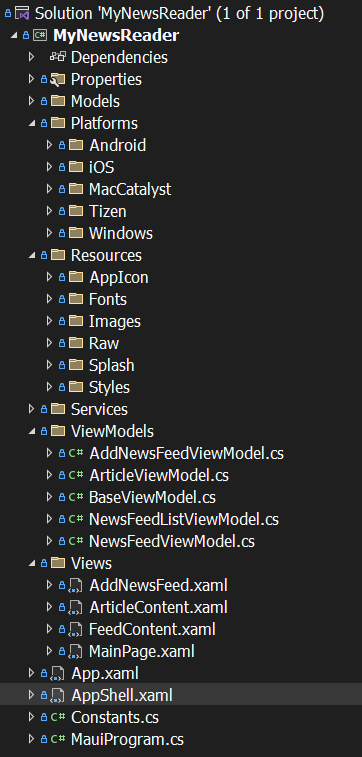 Solution 'MyNewsReader' (1 of 1 project)
C# MyNewsReader
Dependencies
Properties
Models
Platforms
Android
iOS
MacCatalyst
Tizen
Windows
Resources
AppIcon
Fonts
Images
Raw
Splash
Styles
Services
ViewModels
C# AddNewsFeedViewModel.cs
C# ArticleViewModel.cs
C# BaseViewModel.cs
C# NewsFeedListViewModel.cs
C# NewsFeedViewModel.cs
Views
AddNewsFeed.xaml
ArticleContent.xaml
FeedContent.xaml
MainPage.xaml
App.xaml
AppShell.xaml
C# Constants.cs
C# MauiProgram.cs